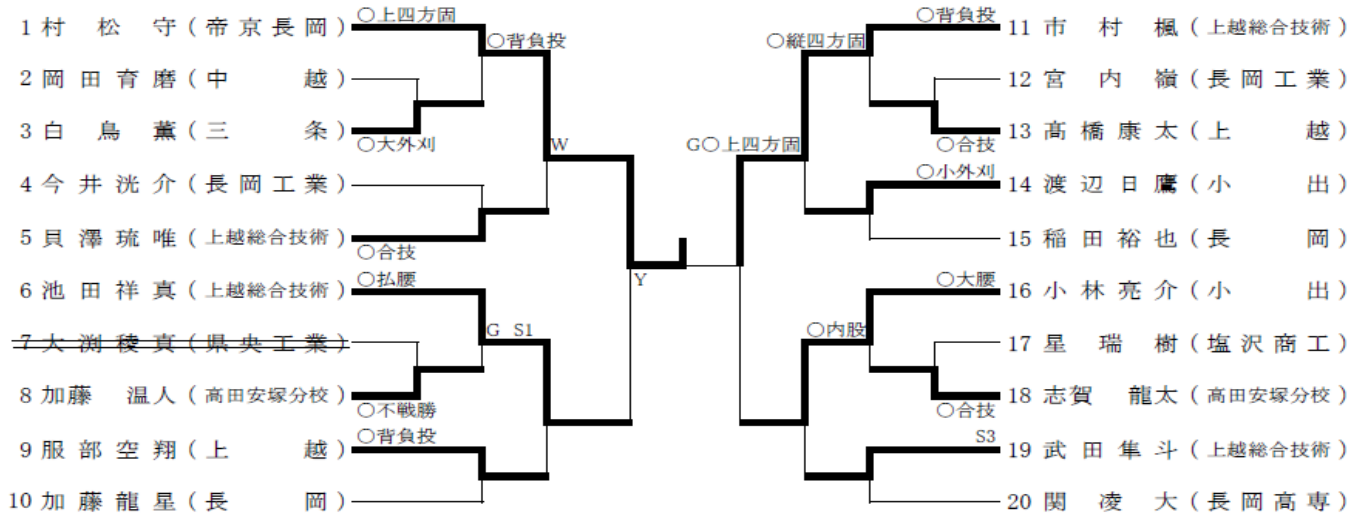 1 村松守(帝京長岡)
○上四方固
○背負投
2 岡田育磨(中越)
3 白鳥薫(三条)
○大外刈
W
4 今井洸介(長岡工業)
5 貝澤琉唯(上越総合技術)
○合技
Y
6 池田祥真(上越総合技術)
○払腰
G S1
7 大渕稜真(県央工業)
8 加藤 温人(高田安塚分校)
○不戦勝
9 服部空翔(上越)
○背負投
10 加藤龍星(長岡)
○背負投
11 市村楓(上越総合技術)
○縦四方固
12 宮内嶺(長岡工業)
13 髙橋康太(上越)
○合技
G○上四方固
○小外刈
14 渡辺日鷹(小出)
15 稲田裕也(長岡)
○大腰
16 小林亮介(小出)
○内股
17 星瑞樹(塩沢商工)
18 志賀 龍太(高田安塚分校)
○合技
S3
19 武田隼斗(上越総合技術)
20 関凌大(長岡高専)